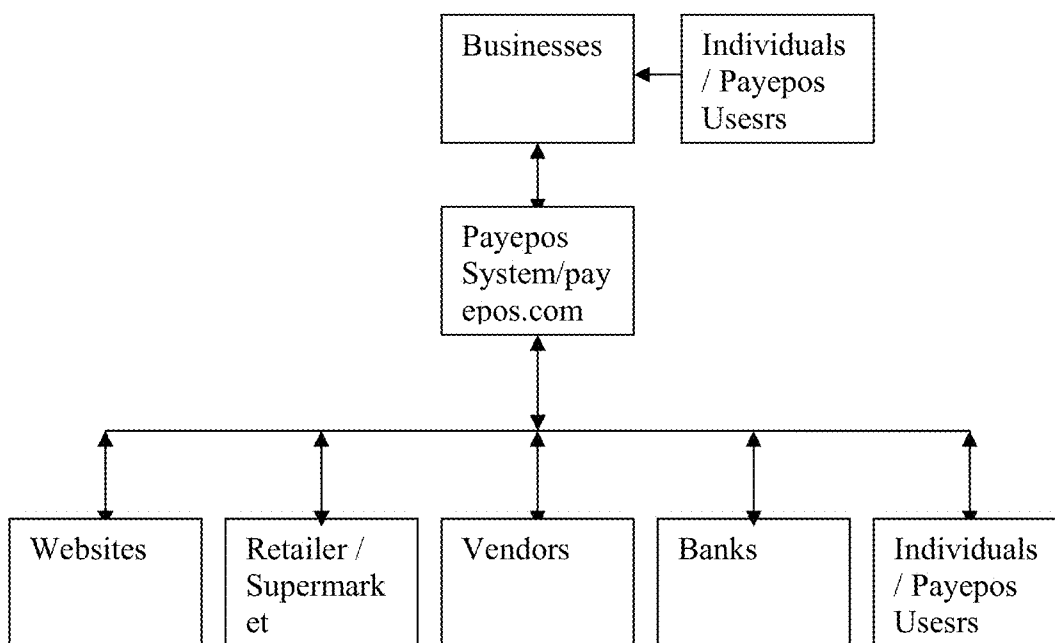 Businesses
Individuals
/ Payepos
Usesrs
Payepos
System/pay
epos.com
Websites
Retailer /
Supermark
et
Vendors
Banks
Individuals
/ Payepos
Usesrs